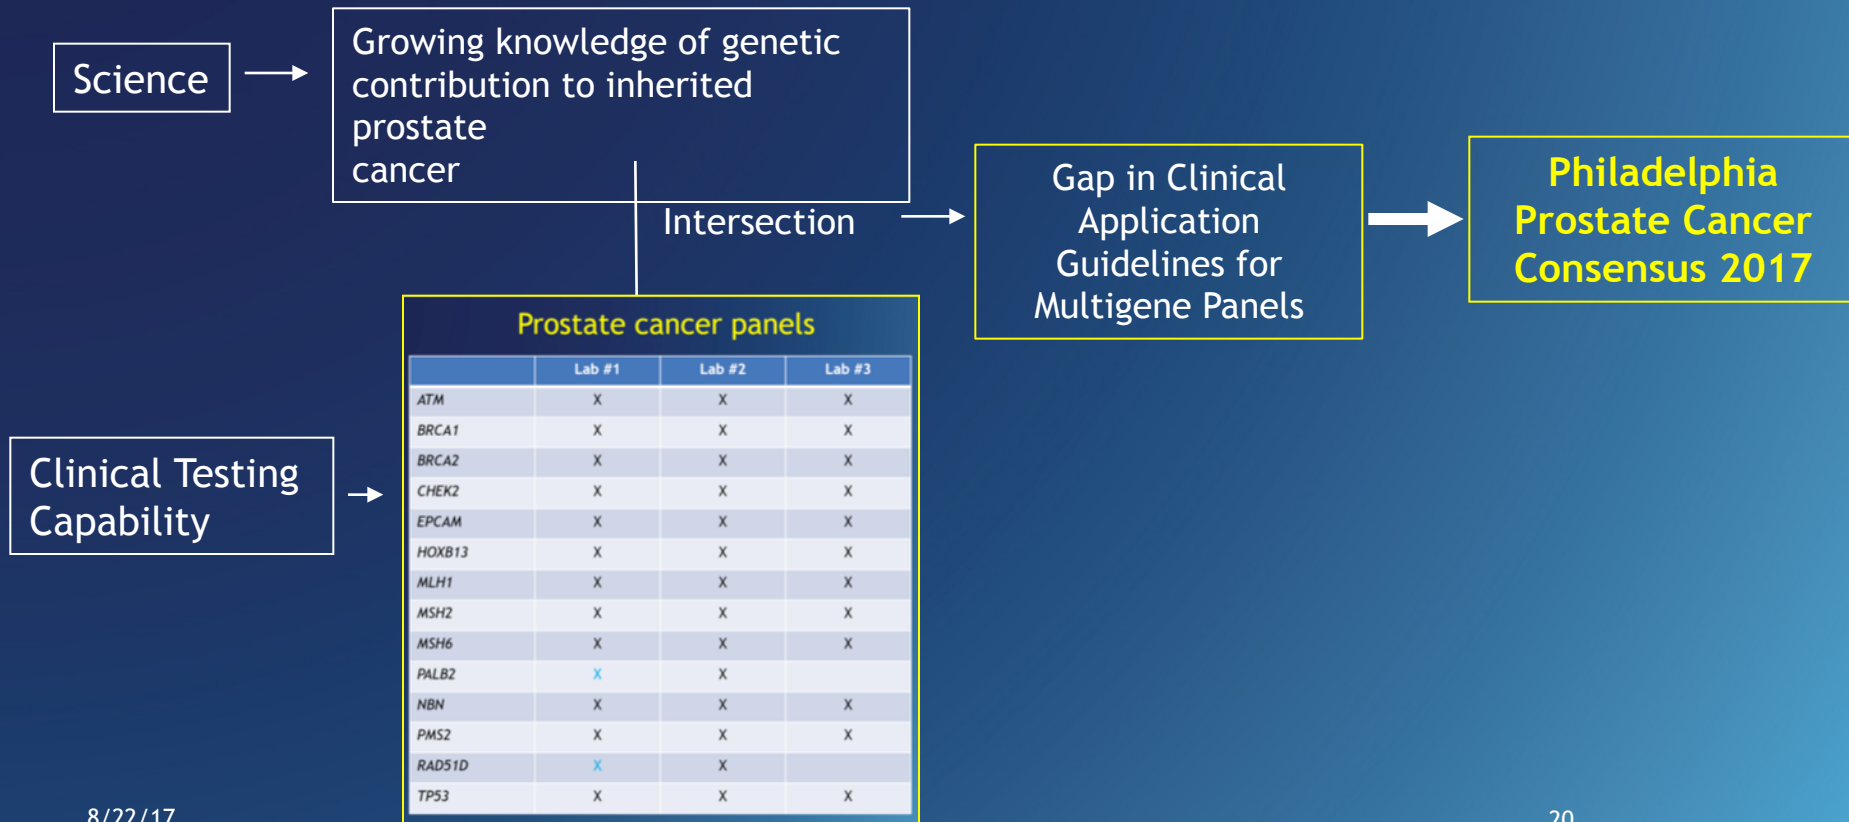 Science
Growing knowledge of genetic
contribution to inherited
prostate
cancer
Intersection
Gap in Clinical
Application
Guidelines for
Multigene Panels
Philadelphia
Prostate Cancer
Consensus 2017
Clinical Testing
Capability
Prostate cancer panels
Lab #1 Lab #2 Lab #3
ATM X X X
BRCA1 X X X
BRCA2 X X X
CHEK2 X X X
EPCAM X X X
HOXB13 X X X
MLH1 X X X
MSH2 X X X
MSH6 X X X
PALB2 X X
NBN X X X
PMS2 X X X
RAD51D X X
TP53 X X X
8/22/17
20